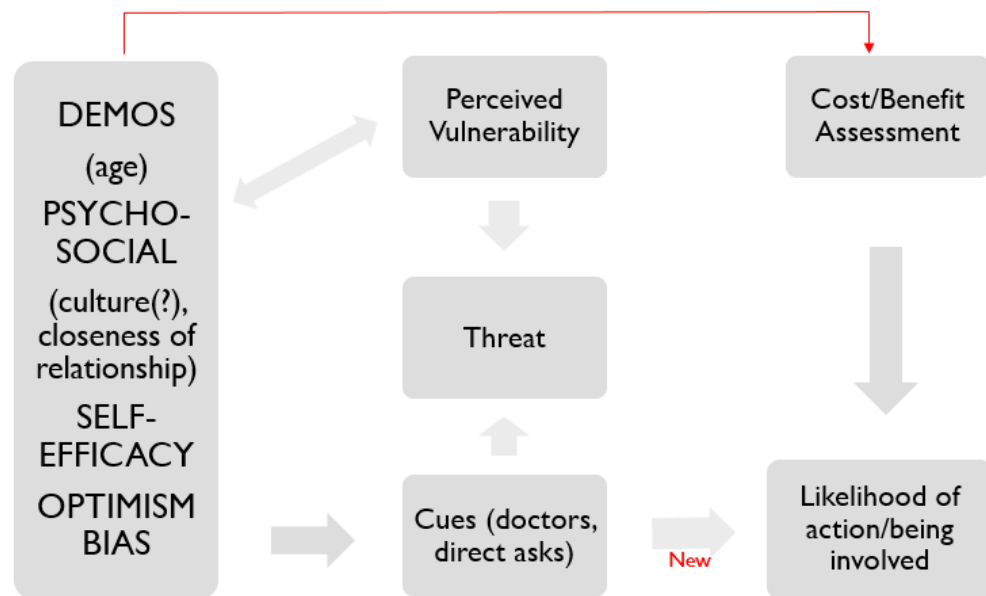 DEMOS
(age)
PSYCHO-
SOCIAL
(culture(?),
closeness of
relationship)
SELF-
EFFICACY
OPTIMISM
BIAS
Perceived
Vulnerability
Threat
Cues (doctors,
direct asks)
New
Cost/Benefit
Assessment
Likelihood of
action/being
involved